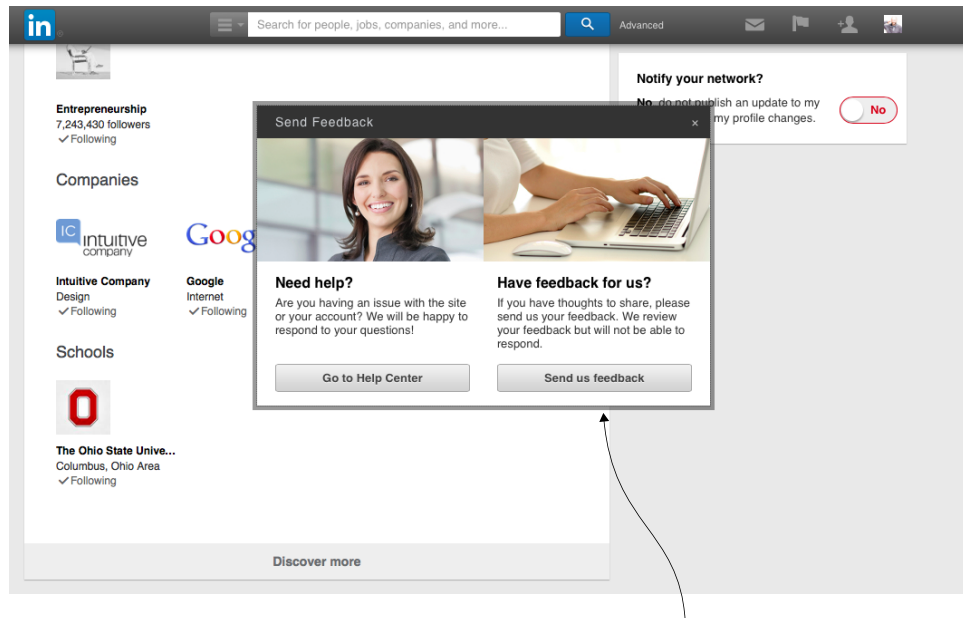 in
Search for people, jobs, companies, and more...
Advanced
Entrepreneurship
7,243,430 followers
Following
Companies
IC
intuitive
company
Goog
Intuitive Company
Design
Following
Google
Internet
Following
Schools
O
The Ohio State Unive...
Columbus, Ohio Area
Following
Discover more
Send Feedback
×
Need help?
Are you having an issue with the site
or your account? We will be happy to
respond to your questions!
Go to Help Center
Have feedback for us?
If you have thoughts to share, please
send us your feedback. We review
your feedback but will not be able to
respond.
Send us feedback
Notify your network?
No, do not publish an update to my
my profile changes.
No